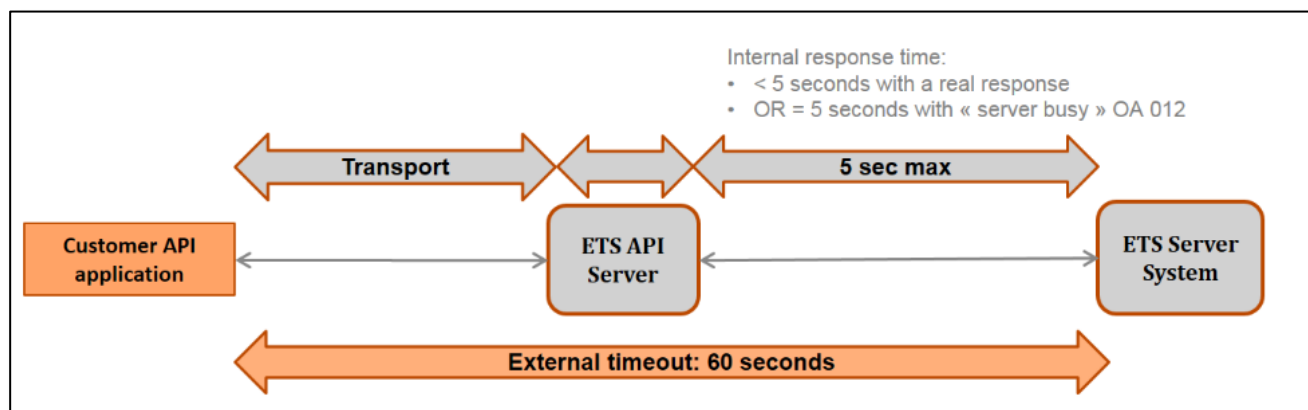 Internal response time:
• < 5 seconds with a real response
• OR = 5 seconds with « server busy » OA 012
Transport
5 sec max
Customer API
application
ETS API
Server
ETS Server
System
External timeout: 60 seconds